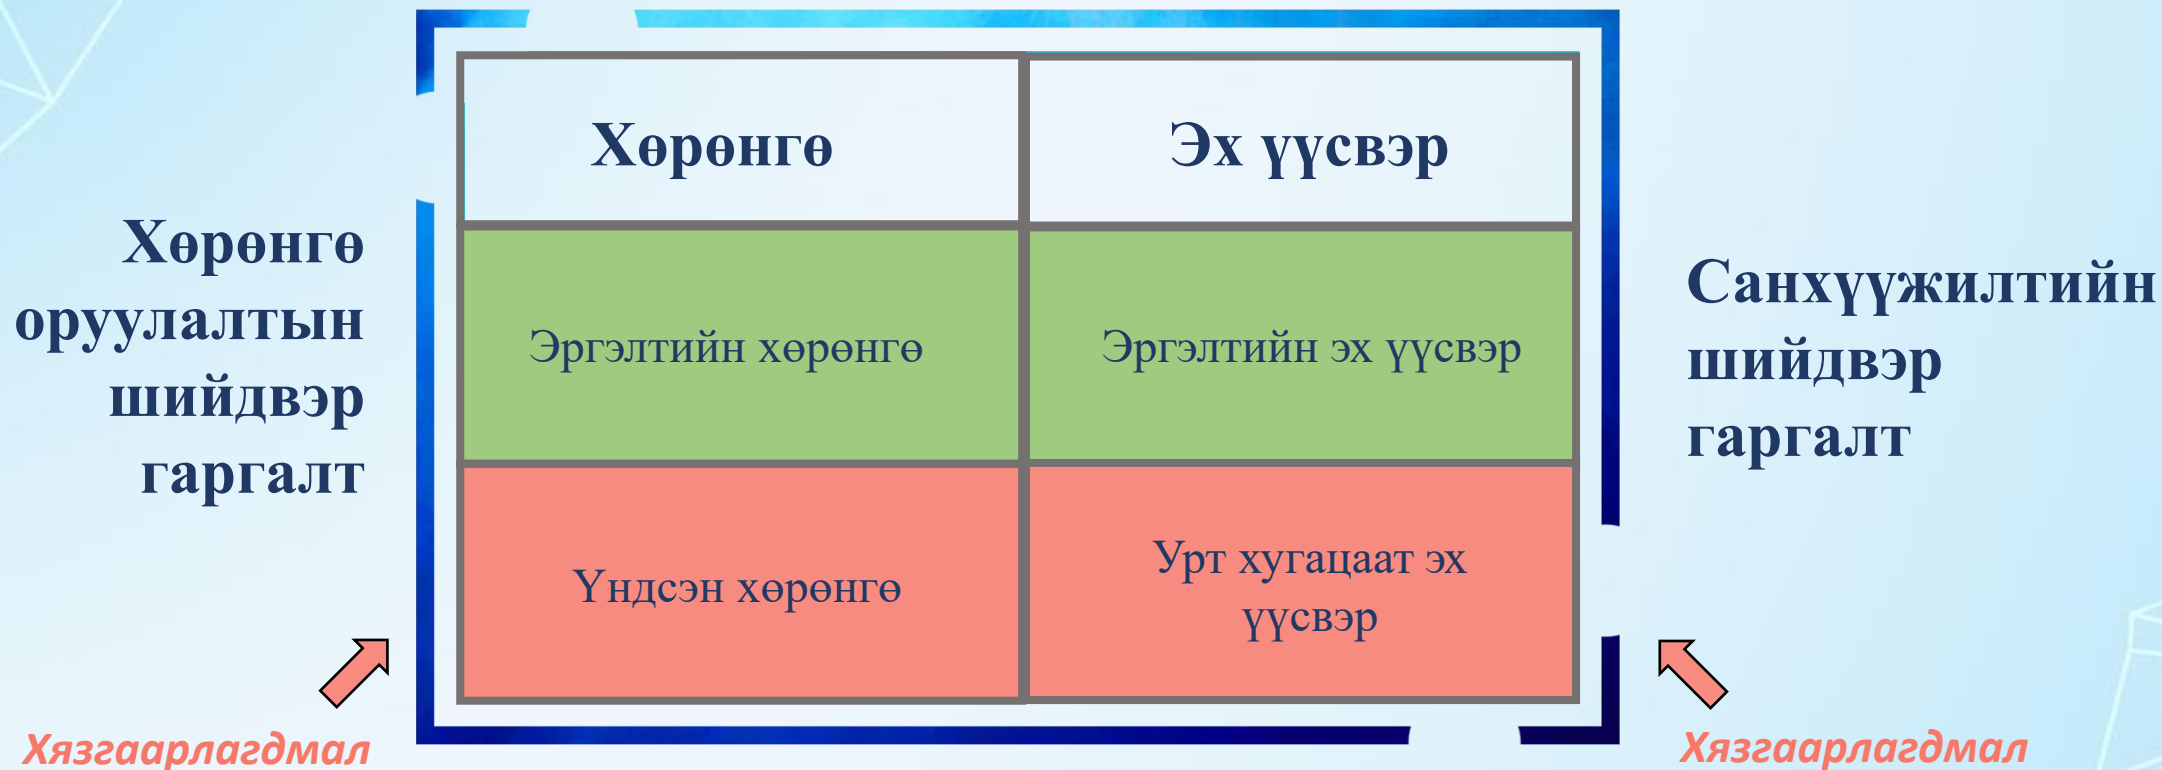 Хөрөнгө
Эх үүсвэр
Хөрөнгө
оруулалтын
шийдвэр
гаргалт
Эргэлтийн хөрөнгө
Эргэлтийн эх үүсвэр
Санхүүжилтийн
шийдвэр
гаргалт
Үндсэн хөрөнгө
Урт хугацаат эх
үүсвэр
Хязгаарлагдмал
Хязгаарлагдмал